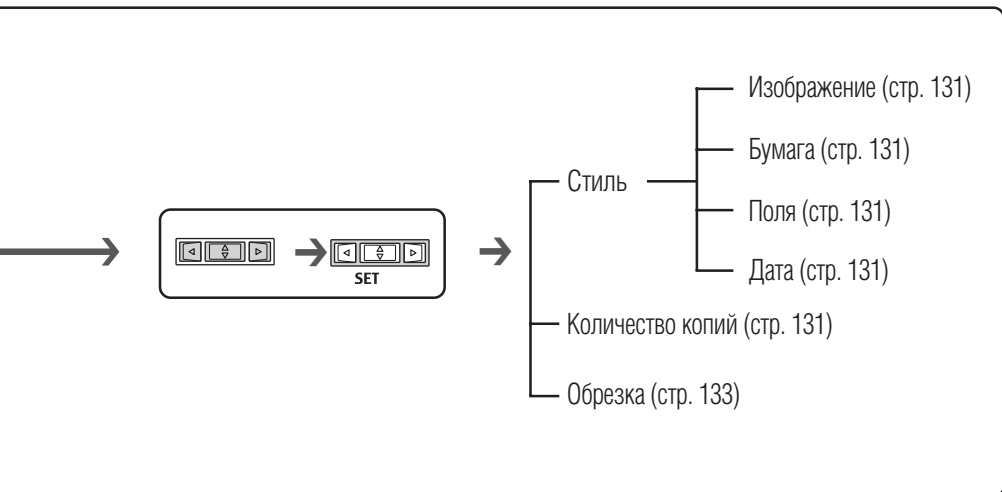 Изображение (стр. 131)
Бумага (стр. 131)
Стиль
Поля (стр. 131)
SET
Дата (стр. 131)
Количество копий (стр. 131)
Обрезка (стр. 133)